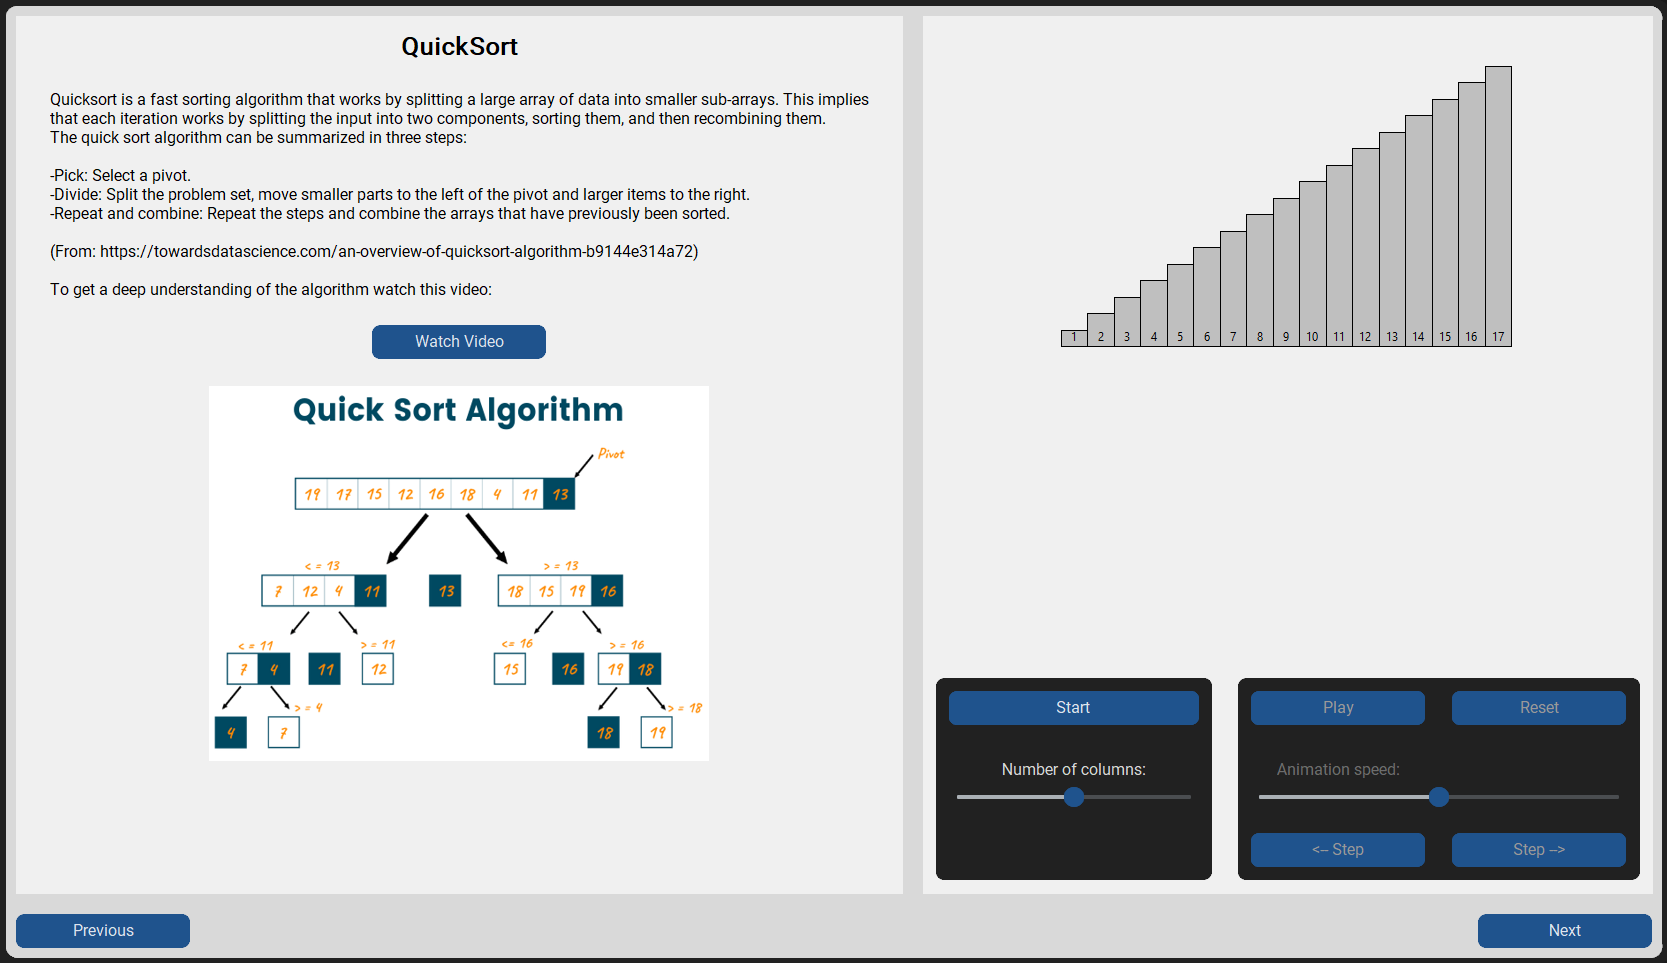 QuickSort
Quicksort is a fast sorting algorithm that works by splitting a large array of data into smaller sub-arrays. This implies
that each iteration works by splitting the input into two components, sorting them, and then recombining them.
The quick sort algorithm can be summarized in three steps:
-Pick: Select a pivot.
-Divide: Split the problem set, move smaller parts to the left of the pivot and larger items to the right.
-Repeat and combine: Repeat the steps and combine the arrays that have previously been sorted.
(From: https://towardsdatascience.com/an-overview-of-quicksort-algorithm-b9144e314a72)
To get a deep understanding of the algorithm watch this video:
Watch Video
Quick Sort Algorithm
Pivot
19 17 15 12 16 18 4 11 13
< = 13 > = 13
7 12 4 11 13 18 15 19 16
< = 11 > = 11 <= 16 > = 16
7 4 11 12 15 16 19 18
> = 4 > = 18
4 7 18 19
1 2 3 4 5 6 7 8 9 10 11 12 13 14 15 16 17
Start
Number of columns:
Play Reset
Animation speed:
<-- Step Step -->
Previous
Next